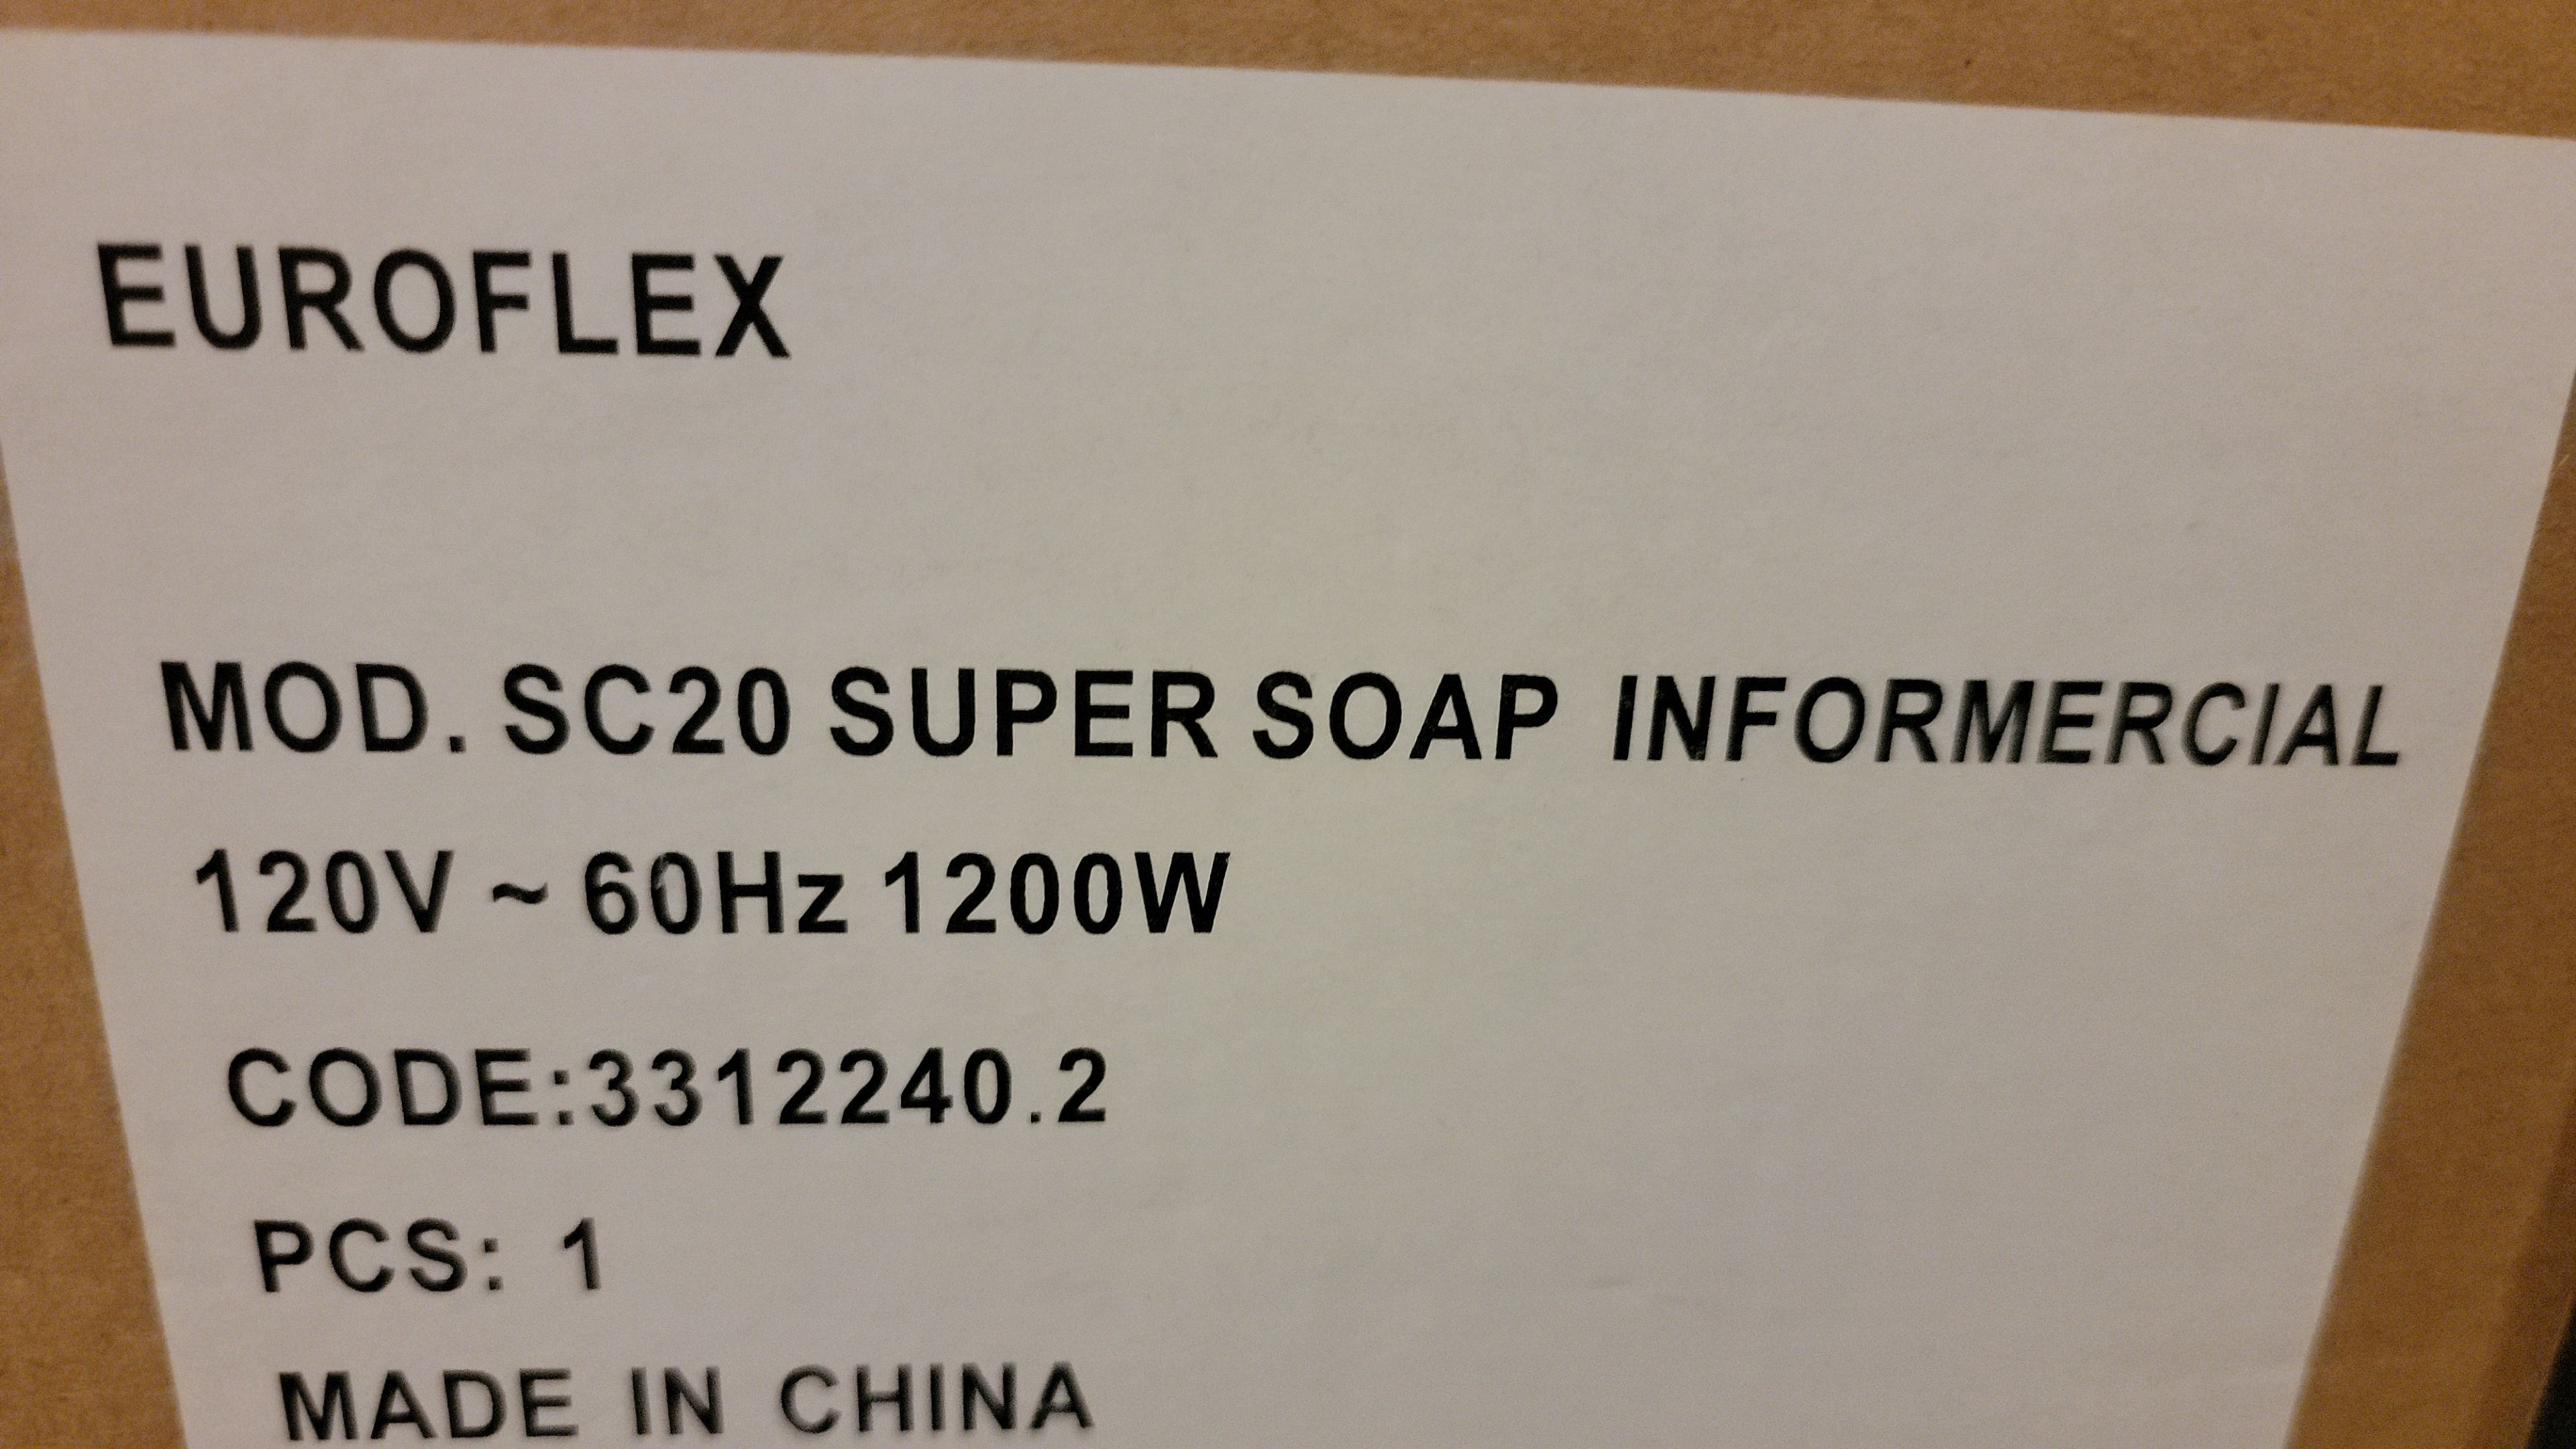 EUROFLEX
MOD. SC20 SUPER SOAP INFORMERCIAL
120V ~ 60Hz 1200W
CODE:3312240.2
PCS: 1
MADE IN CHINA